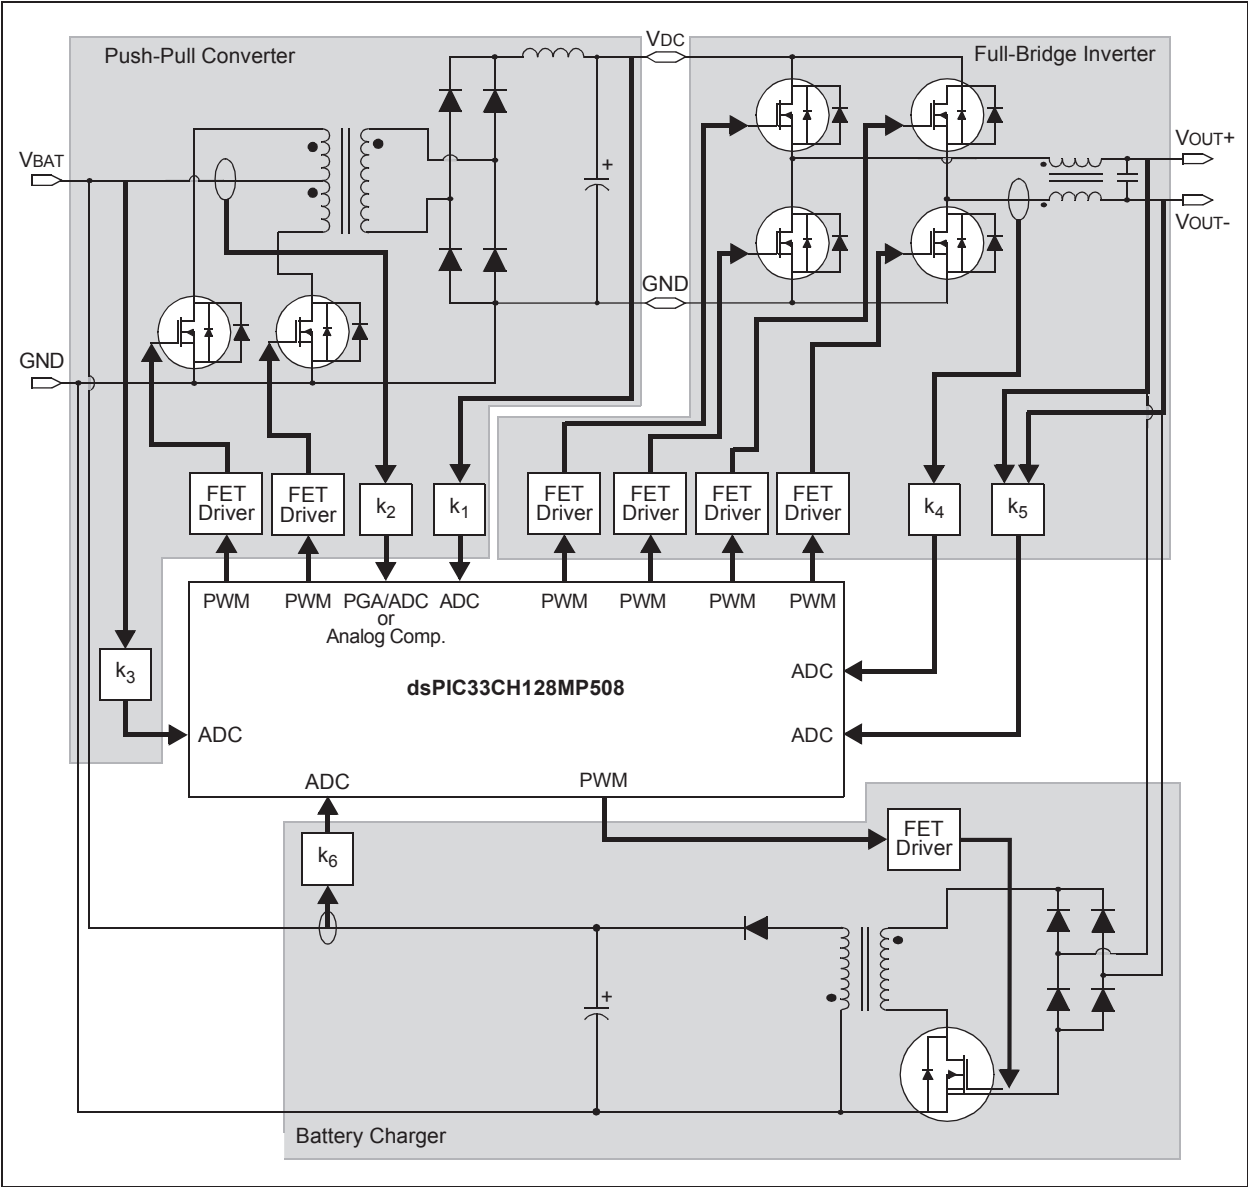 Push-Pull Converter
VDC
Full-Bridge Inverter
VBAT
VOUT+
VOUT-
+
GND
GND
FET
Driver
FET
Driver
k2
k1
FET
Driver
FET
Driver
FET
Driver
FET
Driver
k4
k5
PWM
PWM
PGA/ADC
or
Analog Comp.
ADC
PWM
PWM
PWM
PWM
k3
ADC
dsPIC33CH128MP508
ADC
ADC
ADC
PWM
k6
FET
Driver
+
Battery Charger